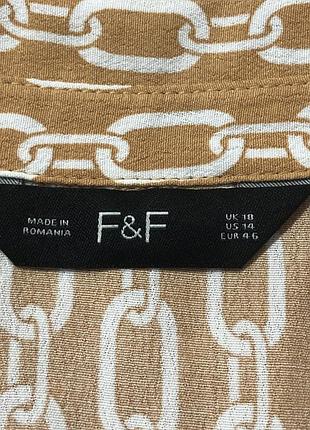 MADE IN
ROMANIA
F&F
UK 18
US 14
EUR 46